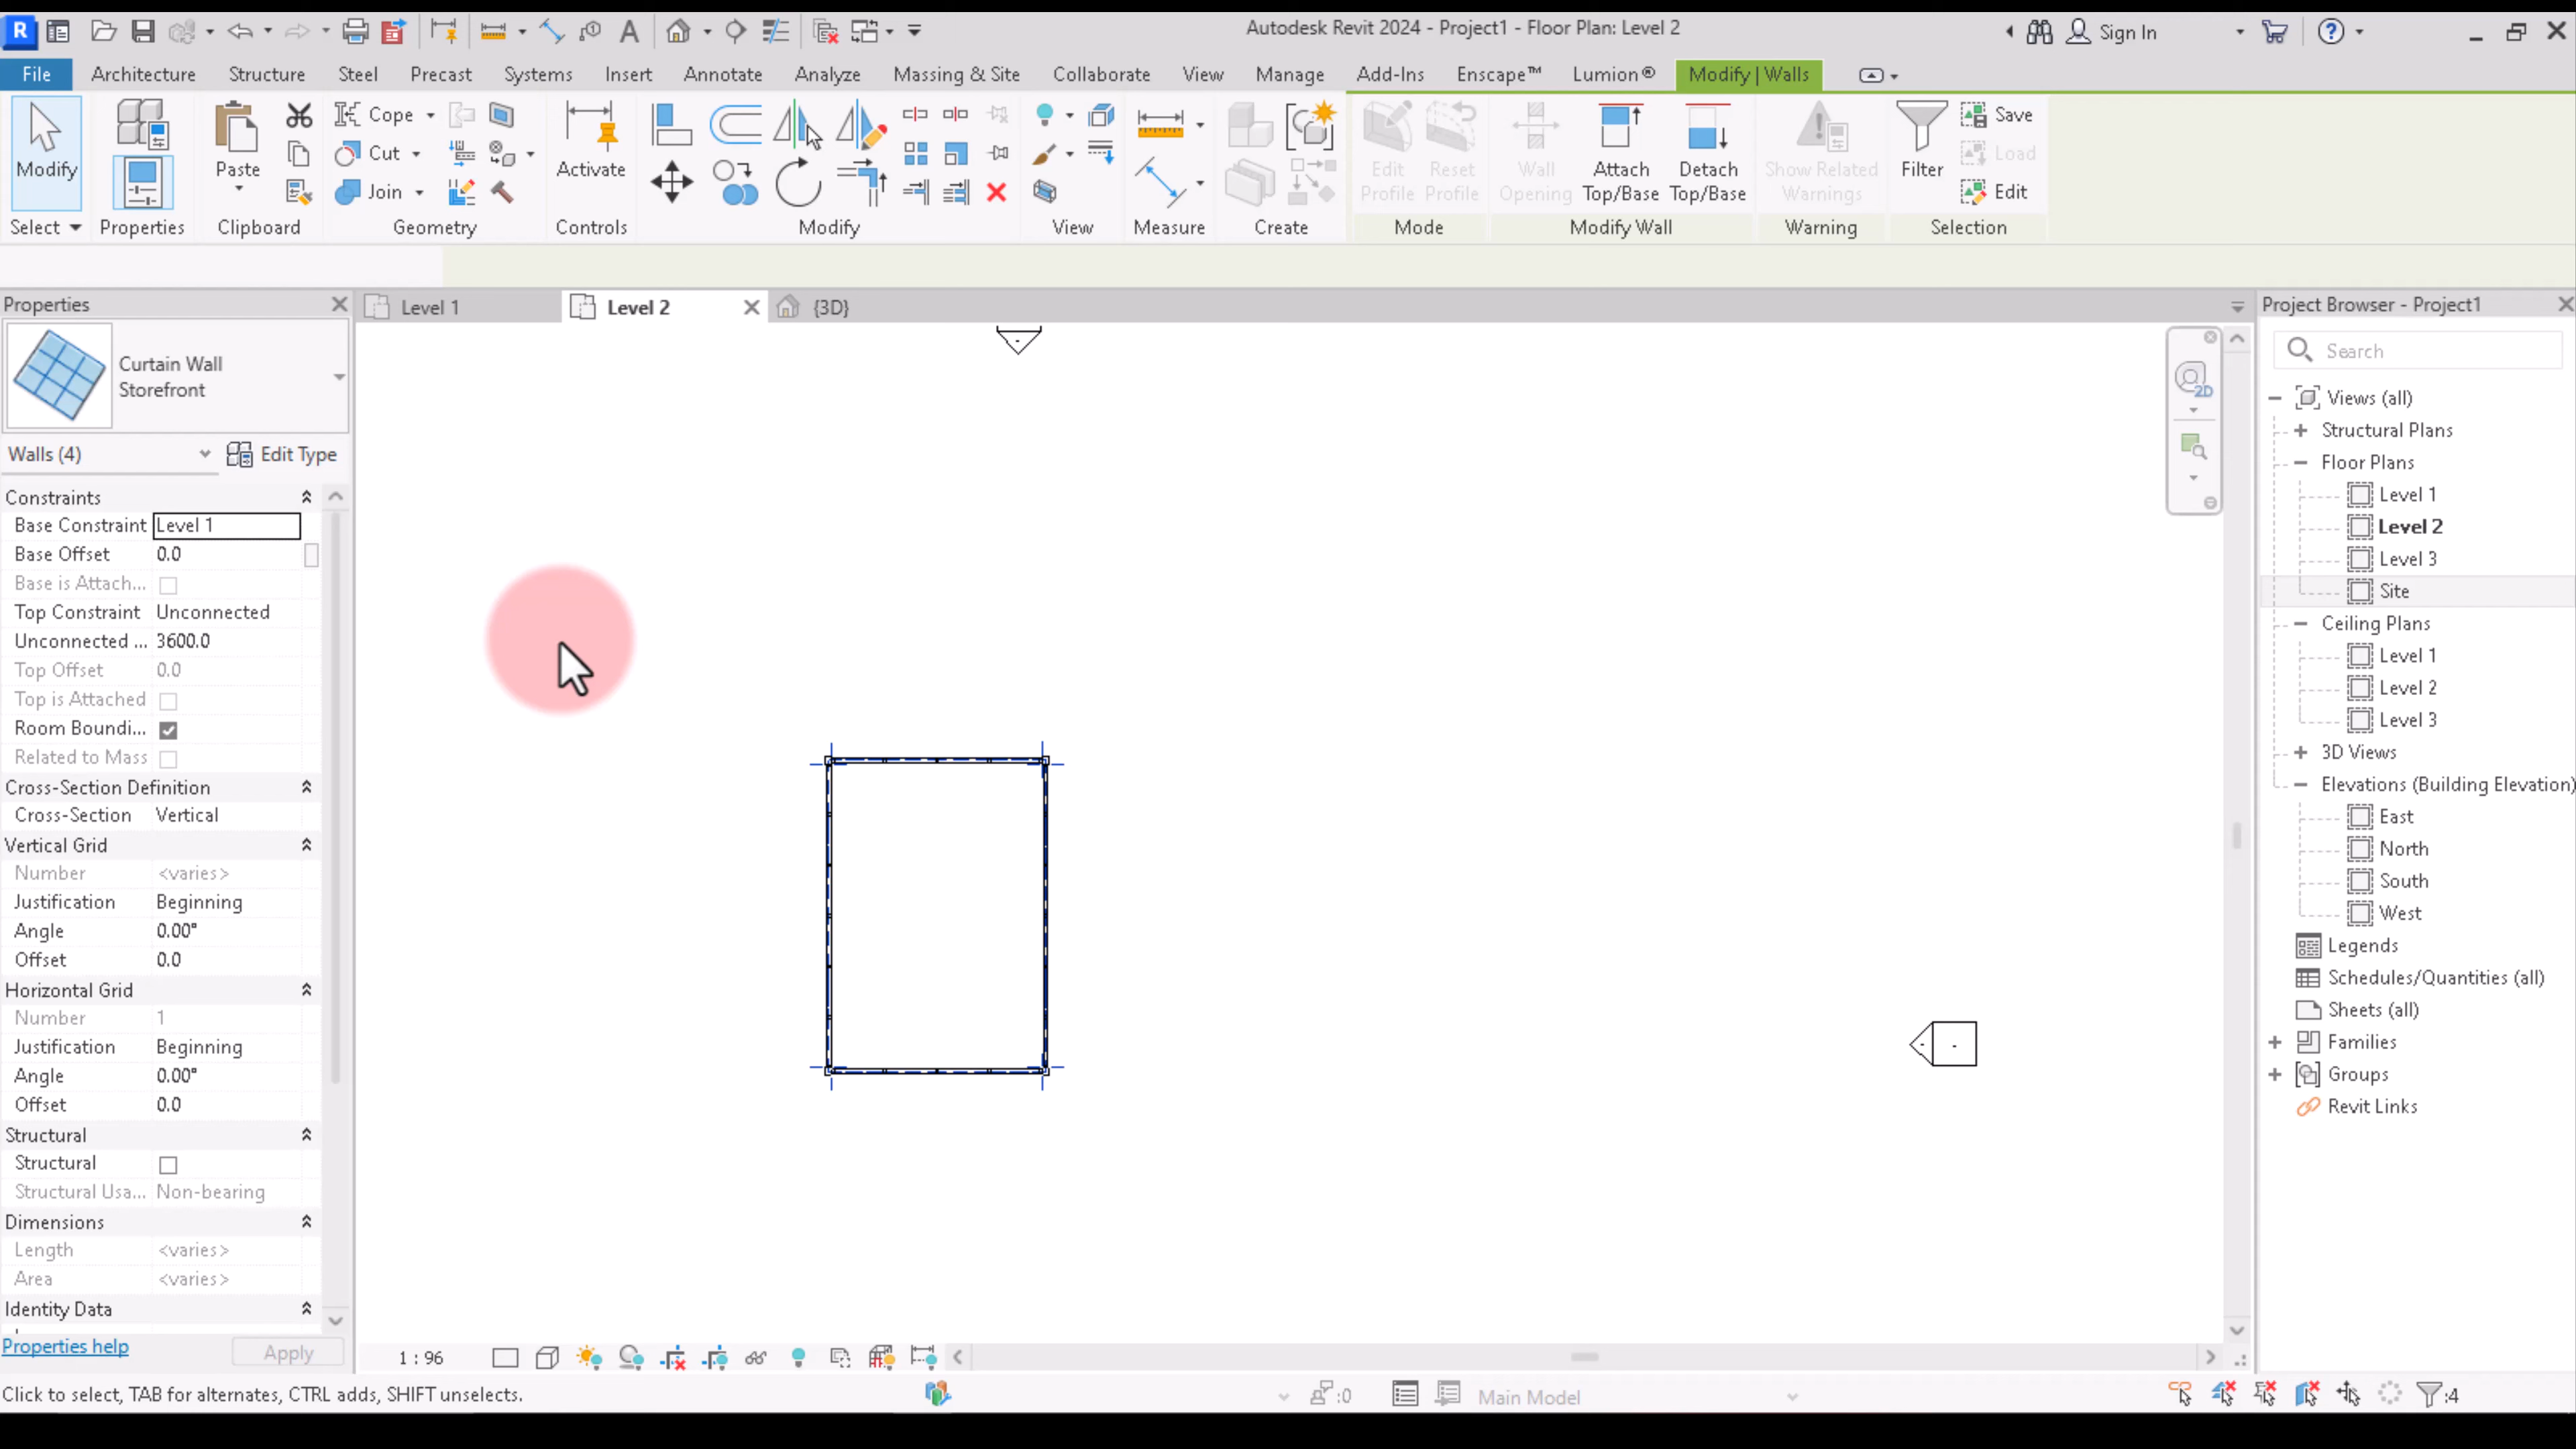 Autodesk Revit 2024 - Project1 - Floor Plan: Level 2
Sign In
File Architecture Structure Steel Precast Systems Insert Annotate Analyze Massing & Site Collaborate View Manage Add-Ins Enscape™ Lumion® Modify | Walls
Modify
Paste
Cope
Cut
Join
Activate
Edit Profile
Reset Profile
Wall Opening
Attach Top/Base
Detach Top/Base
Show Related Warnings
Filter
Save
Load
Edit
Select Properties Clipboard Geometry Controls Modify View Measure Create Mode Modify Wall Warning Selection
Properties
Curtain Wall
Storefront
Walls (4) Edit Type
Constraints
Base Constraint Level 1
Base Offset 0.0
Base is Attach...
Top Constraint Unconnected
Unconnected ... 3600.0
Top Offset 0.0
Top is Attached
Room Boundi...
Related to Mass
Cross-Section Definition
Cross-Section Vertical
Vertical Grid
Number <varies>
Justification Beginning
Angle 0.00°
Offset 0.0
Horizontal Grid
Number 1
Justification Beginning
Angle 0.00°
Offset 0.0
Structural
Structural
Structural Usa... Non-bearing
Dimensions
Length <varies>
Area <varies>
Identity Data
Properties help Apply
Level 1 Level 2 {3D}
2D
1 : 96
Project Browser - Project1
Search
Views (all)
Structural Plans
Floor Plans
Level 1
Level 2
Level 3
Site
Ceiling Plans
Level 1
Level 2
Level 3
3D Views
Elevations (Building Elevation)
East
North
South
West
Legends
Schedules/Quantities (all)
Sheets (all)
Families
Groups
Revit Links
Click to select, TAB for alternates, CTRL adds, SHIFT unselects.
:0
Main Model
:4